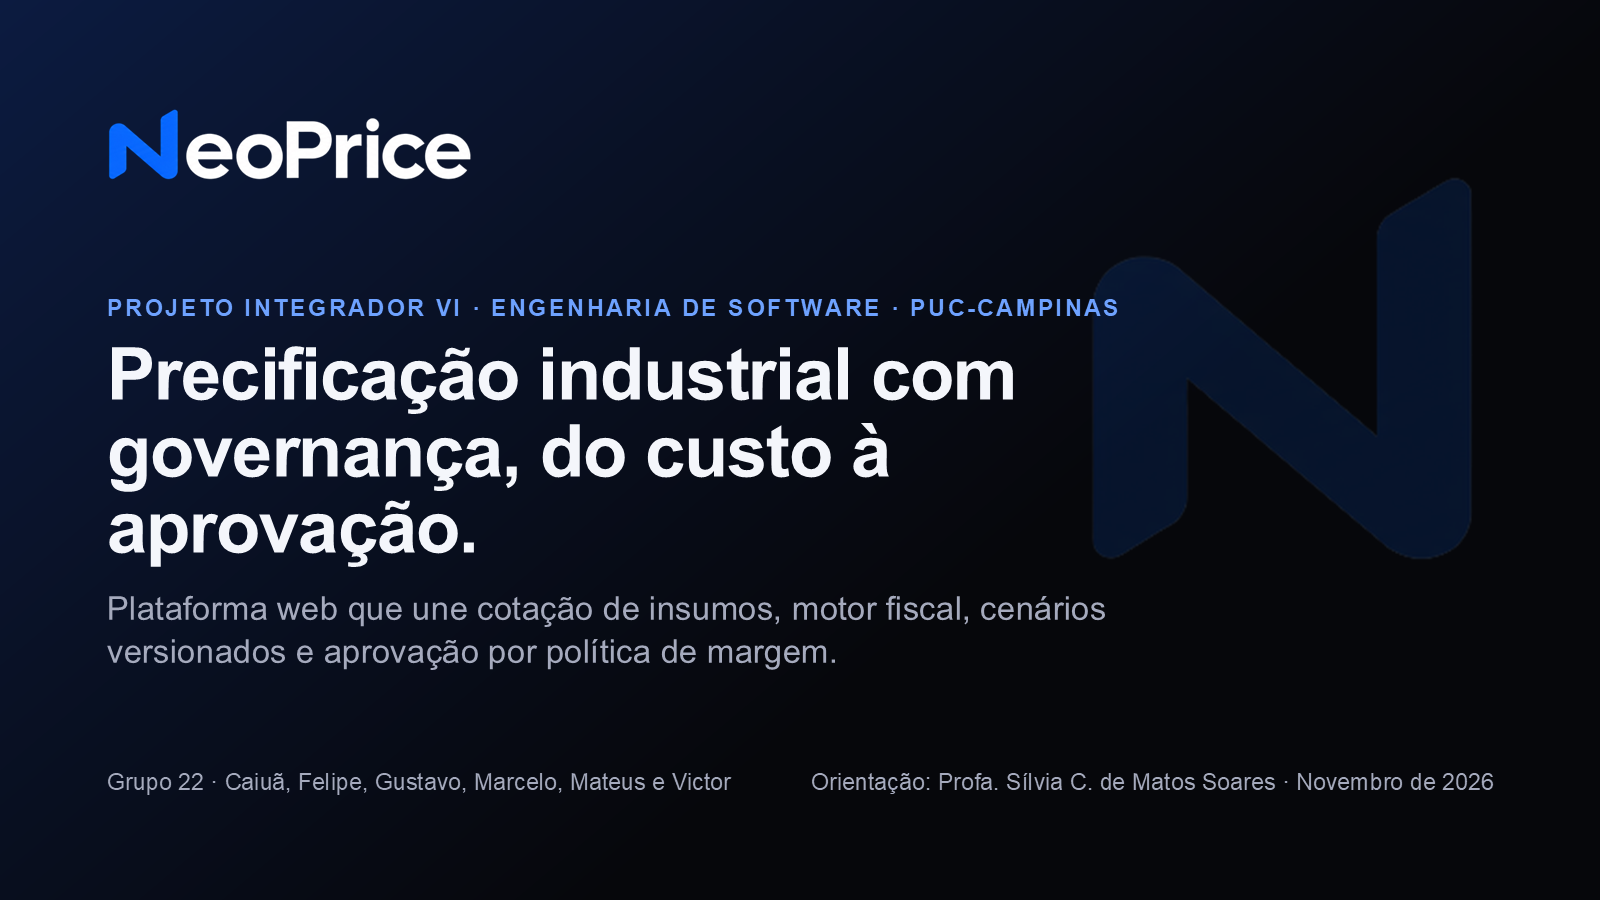 NeoPrice
PROJETO INTEGRADOR VI · ENGENHARIA DE SOFTWARE · PUC-CAMPINAS
Precificação industrial com
governança, do custo à
aprovação.
Plataforma web que une cotação de insumos, motor fiscal, cenários
versionados e aprovação por política de margem.
Grupo 22 · Caiuã, Felipe, Gustavo, Marcelo, Mateus e Victor
Orientação: Profa. Sílvia C. de Matos Soares · Novembro de 2026